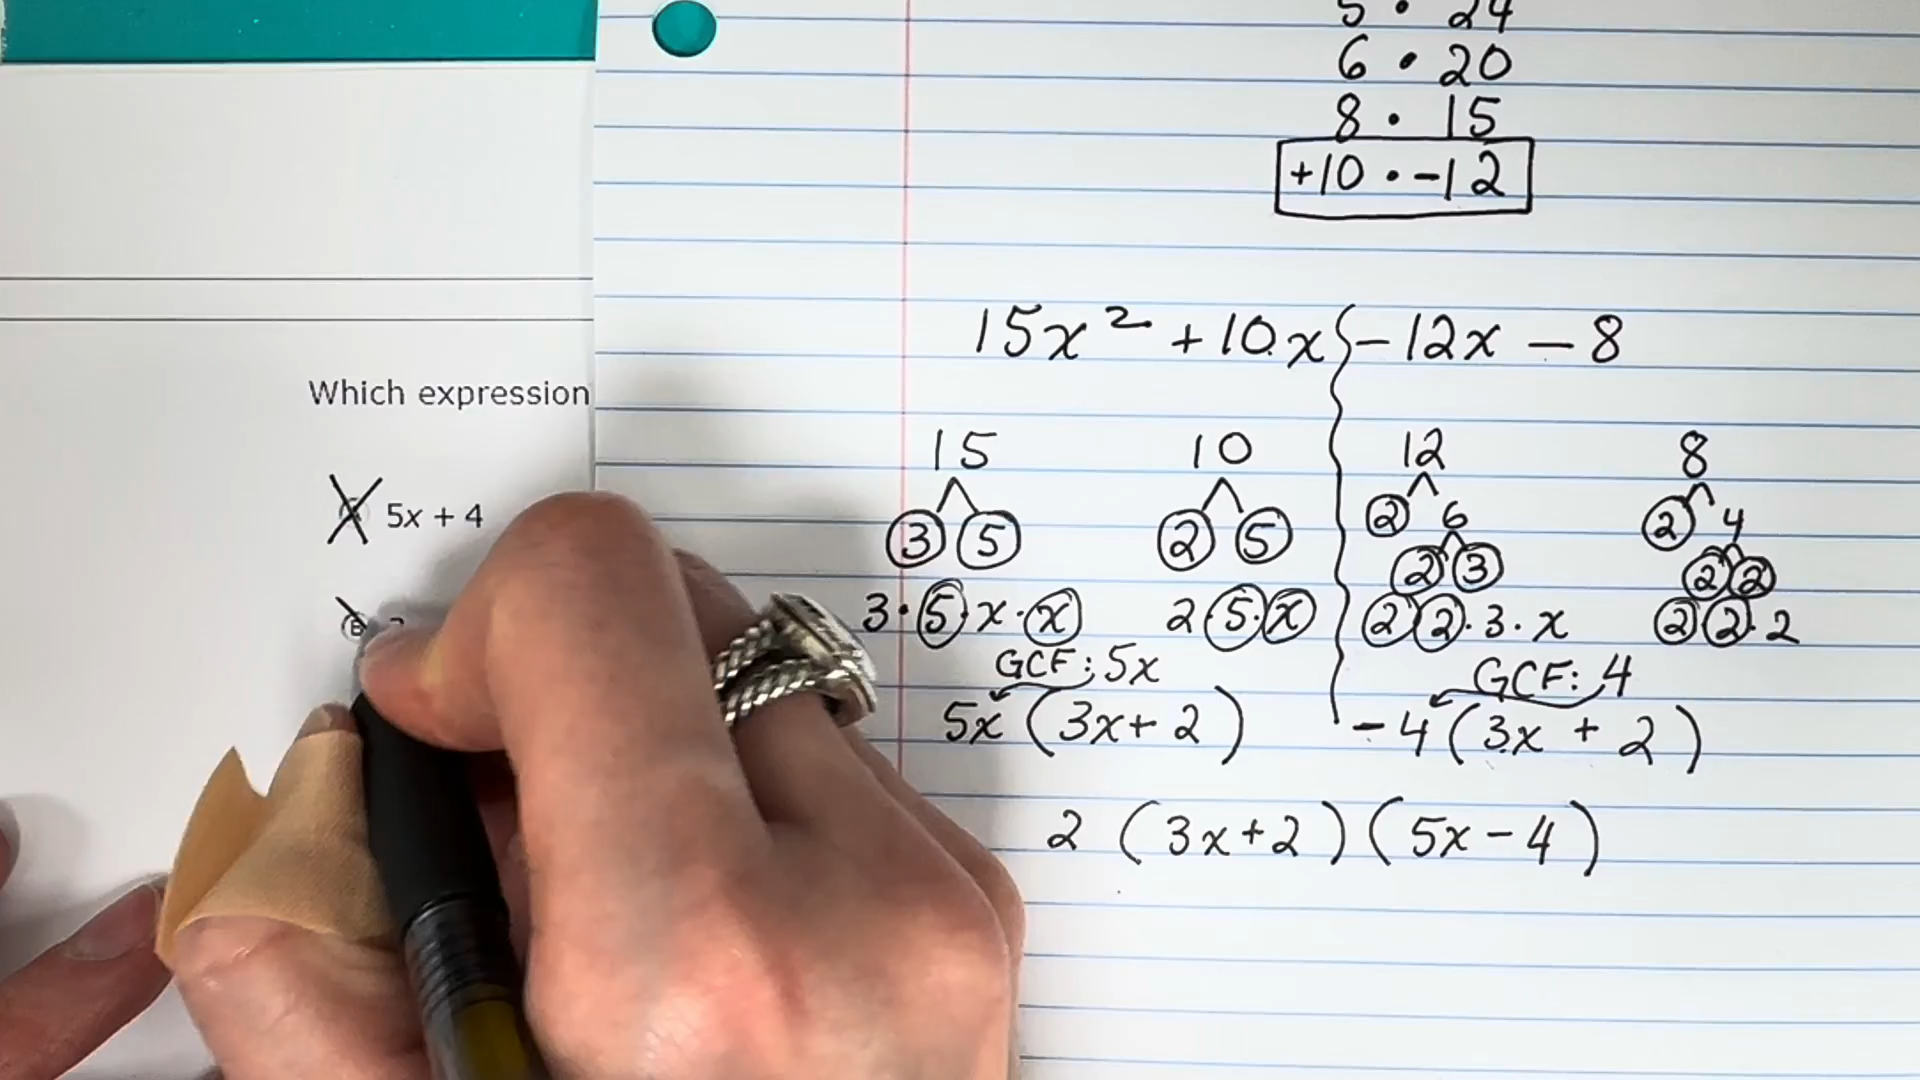 5 · 24
6 · 20
8 · 15
+10 · -12
Which expression
5x + 4
B
15x² + 10x - 12x - 8
15 10 12 8
3 5 2 5 2 6 2 4
2 3 2 2
3 · 5 · x · x 2 · 5 · x 2 · 2 · 3 · x 2 · 2 · 2
GCF: 5x GCF: 4
5x (3x + 2) - 4 (3x + 2)
2 (3x + 2) (5x - 4)